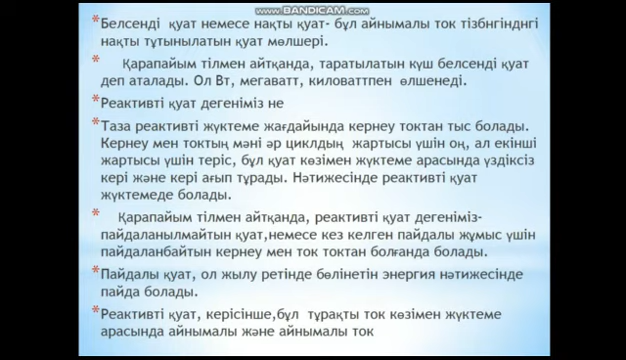 www.BANDICAM.com
* Белсенді қуат немесе нақты қуат- бұл айнымалы ток тізбнгінднгі
нақты тұтынылатын қуат мөлшері.
* Қарапайым тілмен айтқанда, таратылатын күш белсенді қуат
деп аталады. Ол Вт, мегаватт, киловаттпен өлшенеді.
* Реактивті қуат дегеніміз не
* Таза реактивті жүктеме жағдайында кернеу токтан тыс болады.
Кернеу мен токтың мәні әр циклдың жартысы үшін оң, ал екінші
жартысы үшін теріс, бұл қуат көзімен жүктеме арасында үздіксіз
кері және кері ағып тұрады. Нәтижесінде реактивті қуат
жүктемеде болады.
* Қарапайым тілмен айтқанда, реактивті қуат дегеніміз-
пайдаланылмайтын қуат,немесе кез келген пайдалы жұмыс үшін
пайдаланбайтын кернеу мен ток токтан болғанда болады.
* Пайдалы қуат, ол жылу ретінде бөлінетін энергия нәтижесінде
пайда болады.
* Реактивті қуат, керісінше,бұл тұрақты ток көзімен жүктеме
арасында айнымалы және айнымалы ток